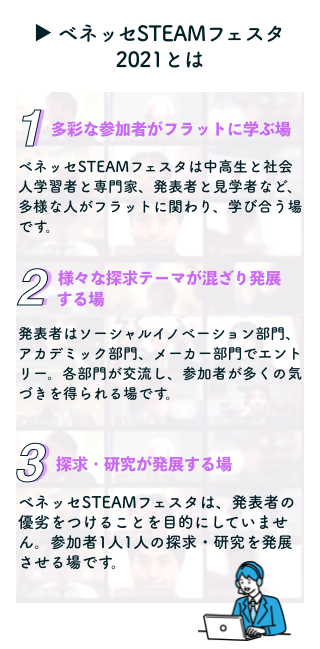 ▶ ベネッセSTEAMフェスタ
2021とは
1 多彩な参加者がフラットに学ぶ場
ベネッセSTEAMフェスタは中高生と社会
人学習者と専門家、発表者と見学者など、
多様な人がフラットに関わり、学び合う場
です。
2 様々な探求テーマが混ざり発展
する場
発表者はソーシャルイノベーション部門、
アカデミック部門、メーカー部門でエント
リー。各部門が交流し、参加者が多くの気
づきを得られる場です。
3 探求・研究が発展する場
ベネッセSTEAMフェスタは、発表者の
優劣をつけることを目的にしていませ
ん。参加者1人1人の探求・研究を発展
させる場です。